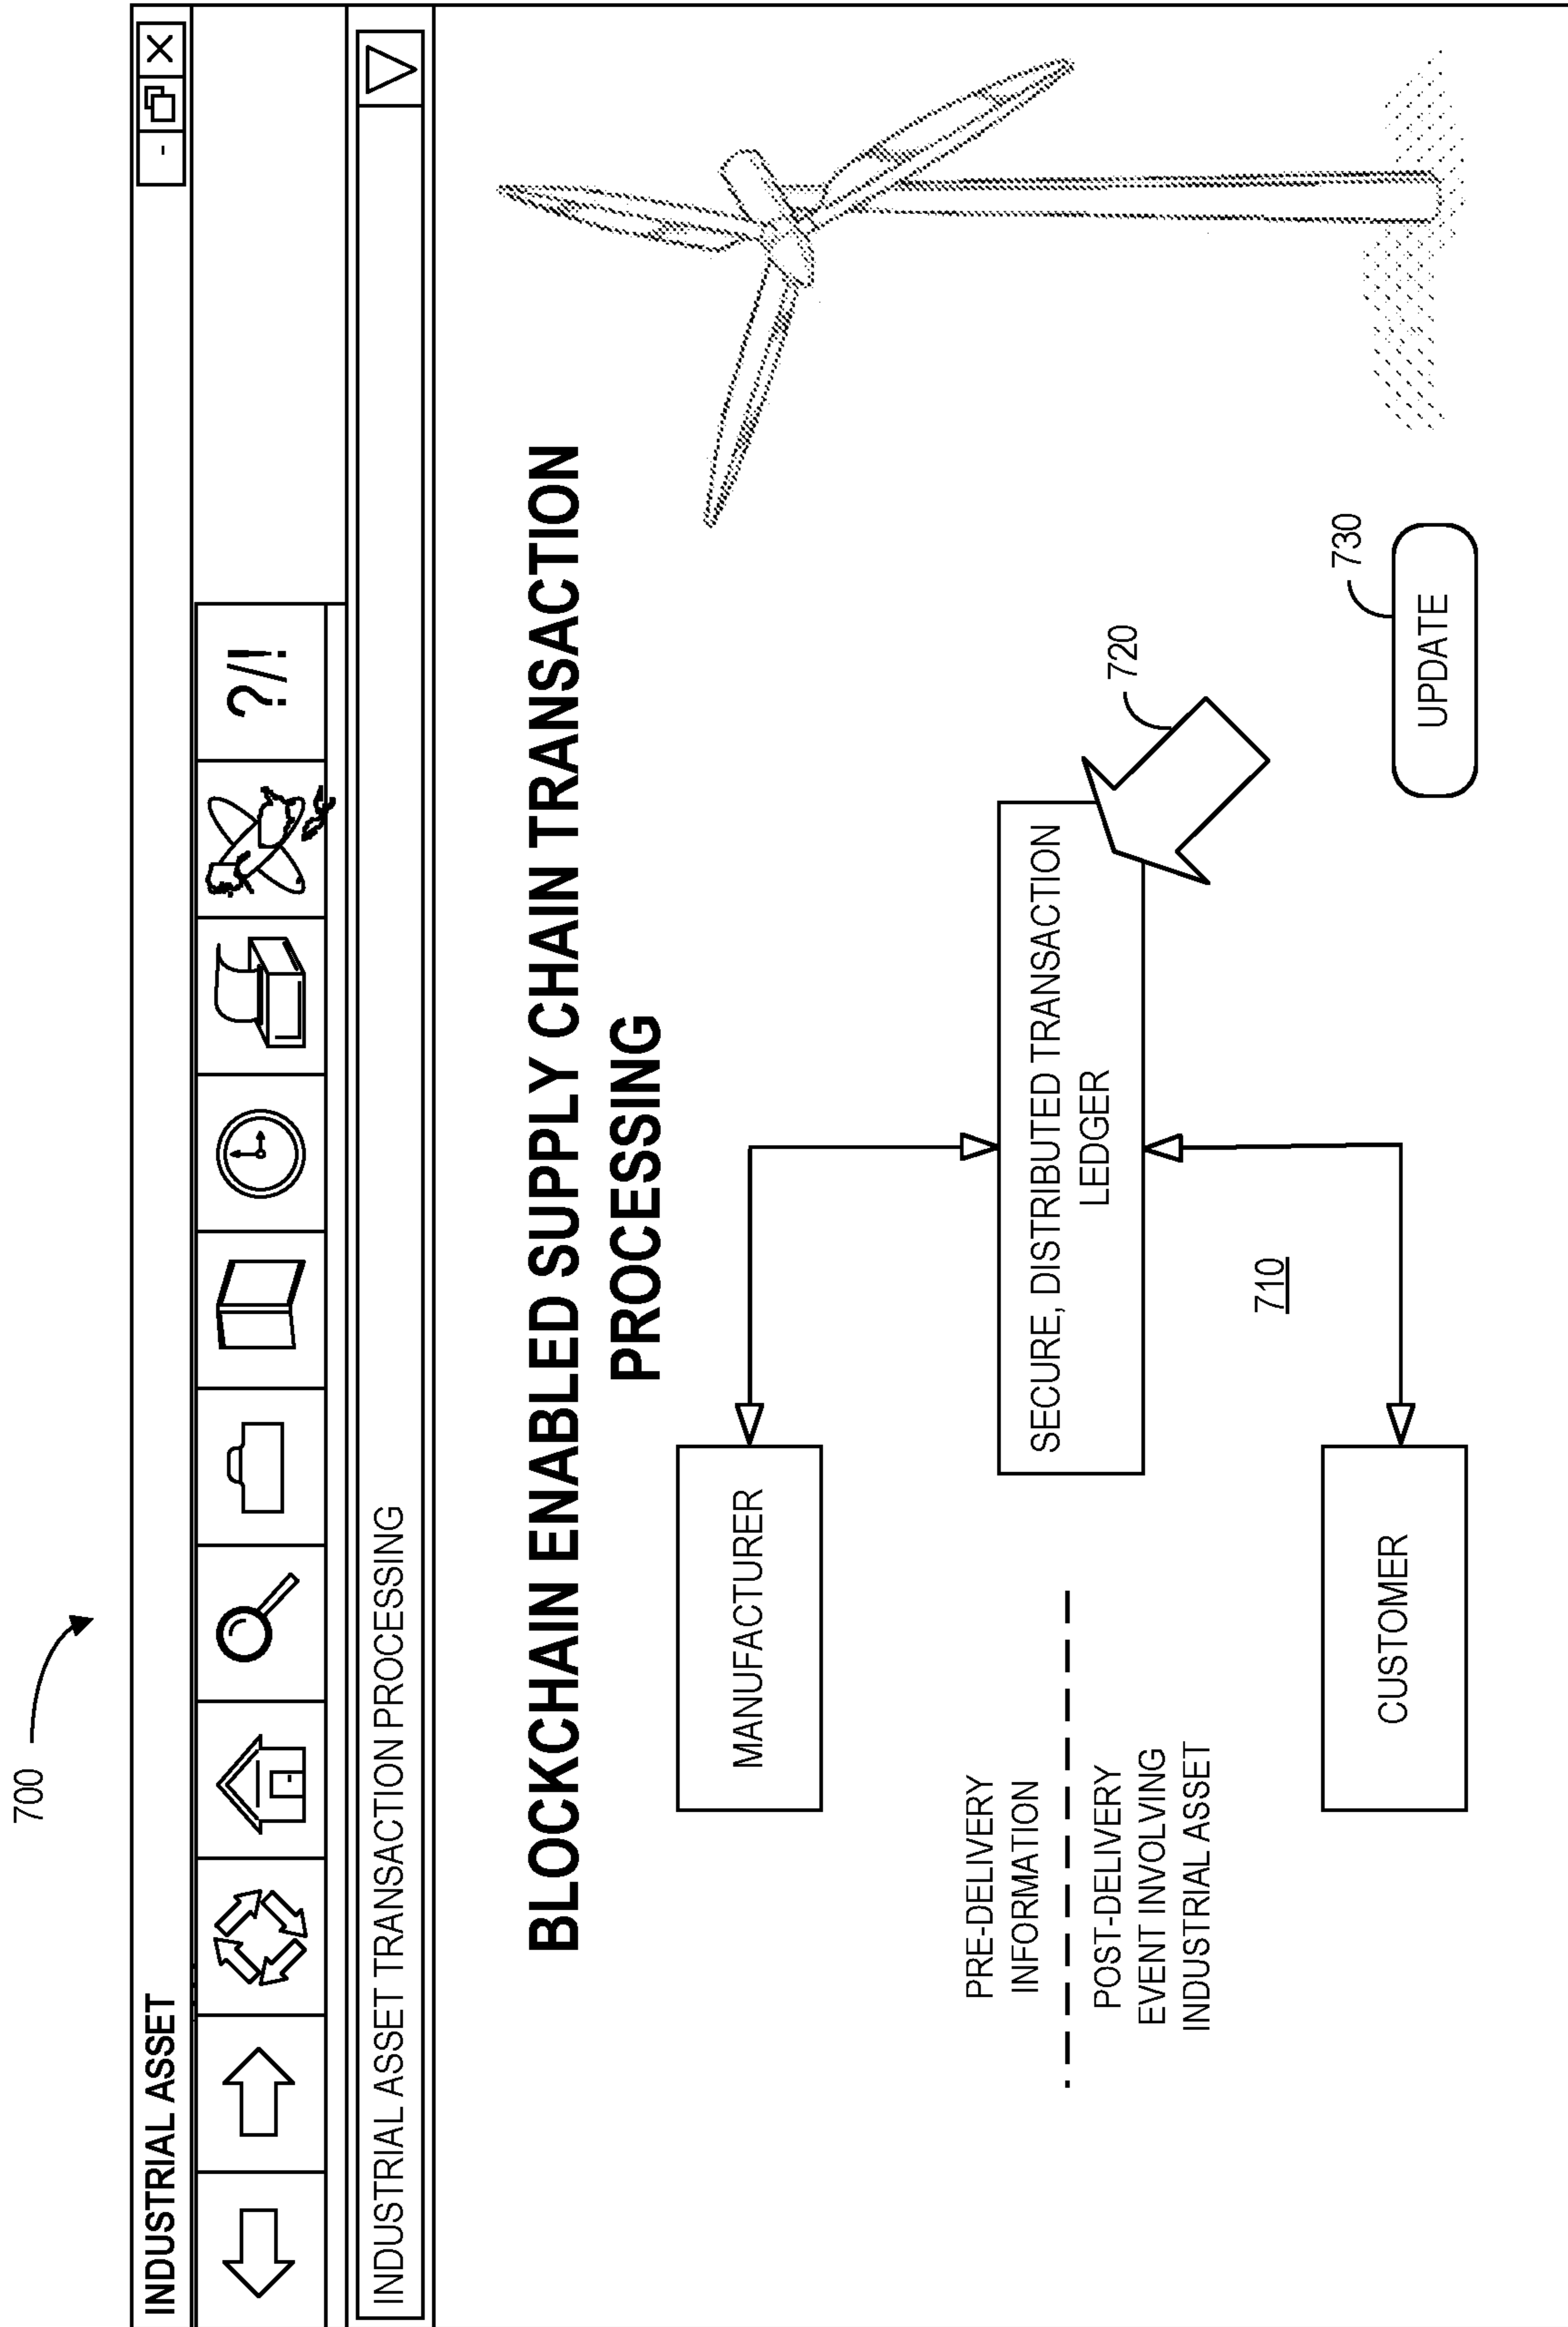 700
INDUSTRIAL ASSET
- X
?/!
INDUSTRIAL ASSET TRANSACTION PROCESSING
BLOCKCHAIN ENABLED SUPPLY CHAIN TRANSACTION
PROCESSING
MANUFACTURER
PRE-DELIVERY
INFORMATION
POST-DELIVERY
EVENT INVOLVING
INDUSTRIAL ASSET
SECURE, DISTRIBUTED TRANSACTION
LEDGER
720
710
CUSTOMER
730
UPDATE